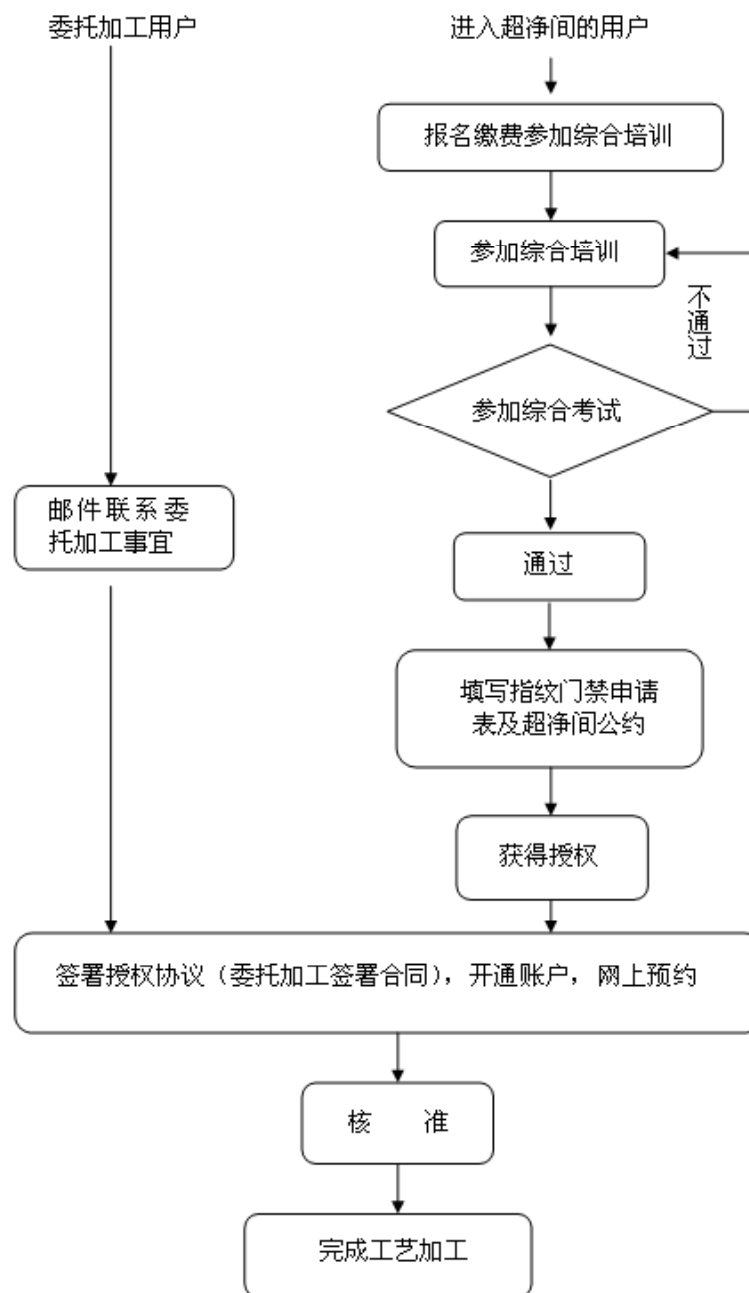 委托加工用户
进入超净间的用户
报名缴费参加综合培训
参加综合培训
不通过
参加综合考试
邮件联系委
托加工事宜
通过
填写指纹门禁申请
表及超净间公约
获得授权
签署授权协议（委托加工签署合同），开通账户，网上预约
核 准
完成工艺加工